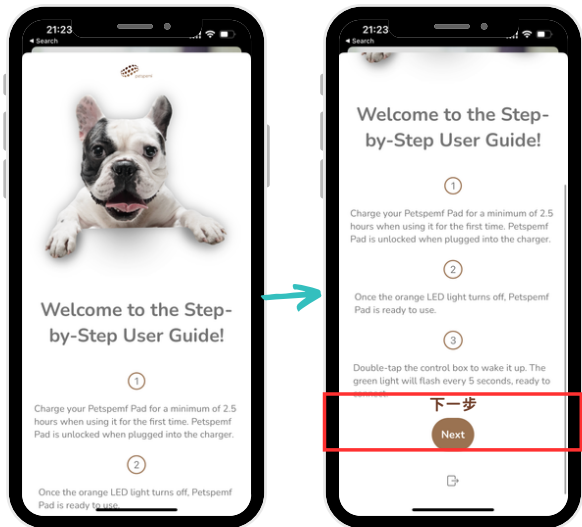 21:23
Search
petspemf
Welcome to the Step-
by-Step User Guide!
1
Charge your Petspemf Pad for a minimum of 2.5
hours when using it for the first time. Petspemf
Pad is unlocked when plugged into the charger.
2
Once the orange LED light turns off, Petspemf
Pad is ready to use.
21:23
Search
Welcome to the Step-
by-Step User Guide!
1
Charge your Petspemf Pad for a minimum of 2.5
hours when using it for the first time. Petspemf
Pad is unlocked when plugged into the charger.
2
Once the orange LED light turns off, Petspemf
Pad is ready to use.
3
Double-tap the control box to wake it up. The
green light will flash every 5 seconds, ready to
下一步
Next